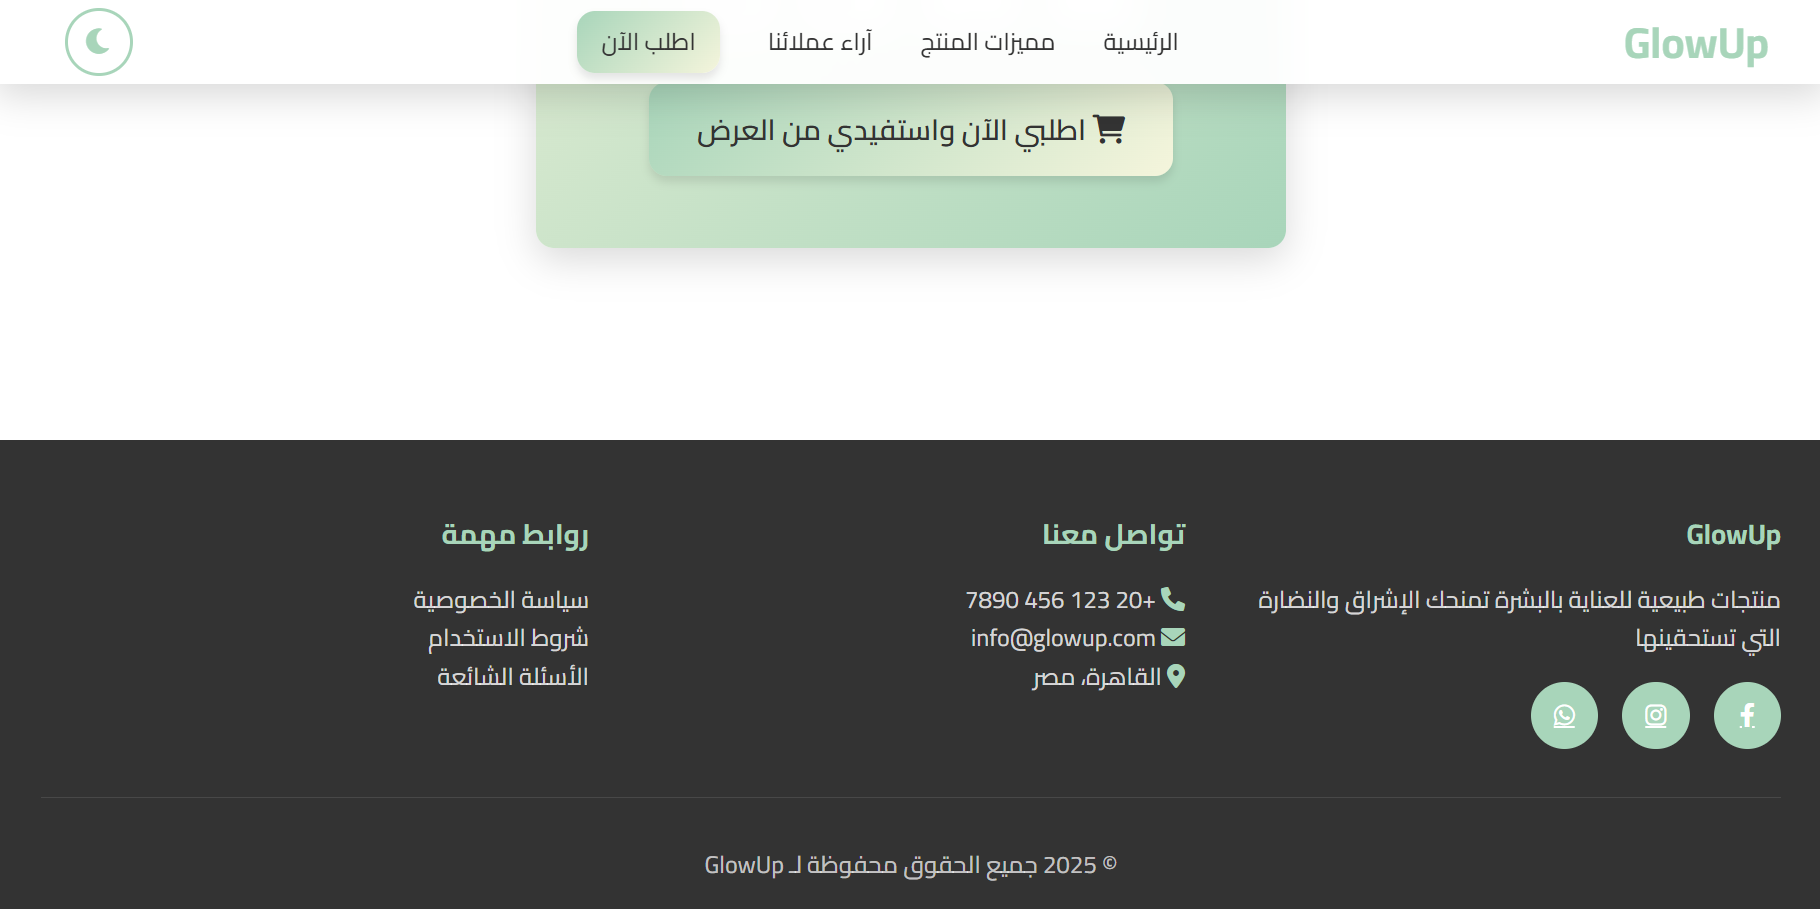 GlowUp
الرئيسية
مميزات المنتج
آراء عملائنا
اطلب الآن
اطلبي الآن واستفيدي من العرض
GlowUp
منتجات طبيعية للعناية بالبشرة تمنحك الإشراق والنضارة
التي تستحقينها
تواصل معنا
+20 123 456 7890
info@glowup.com
القاهرة، مصر
روابط مهمة
سياسة الخصوصية
شروط الاستخدام
الأسئلة الشائعة
© 2025 جميع الحقوق محفوظة لـ GlowUp